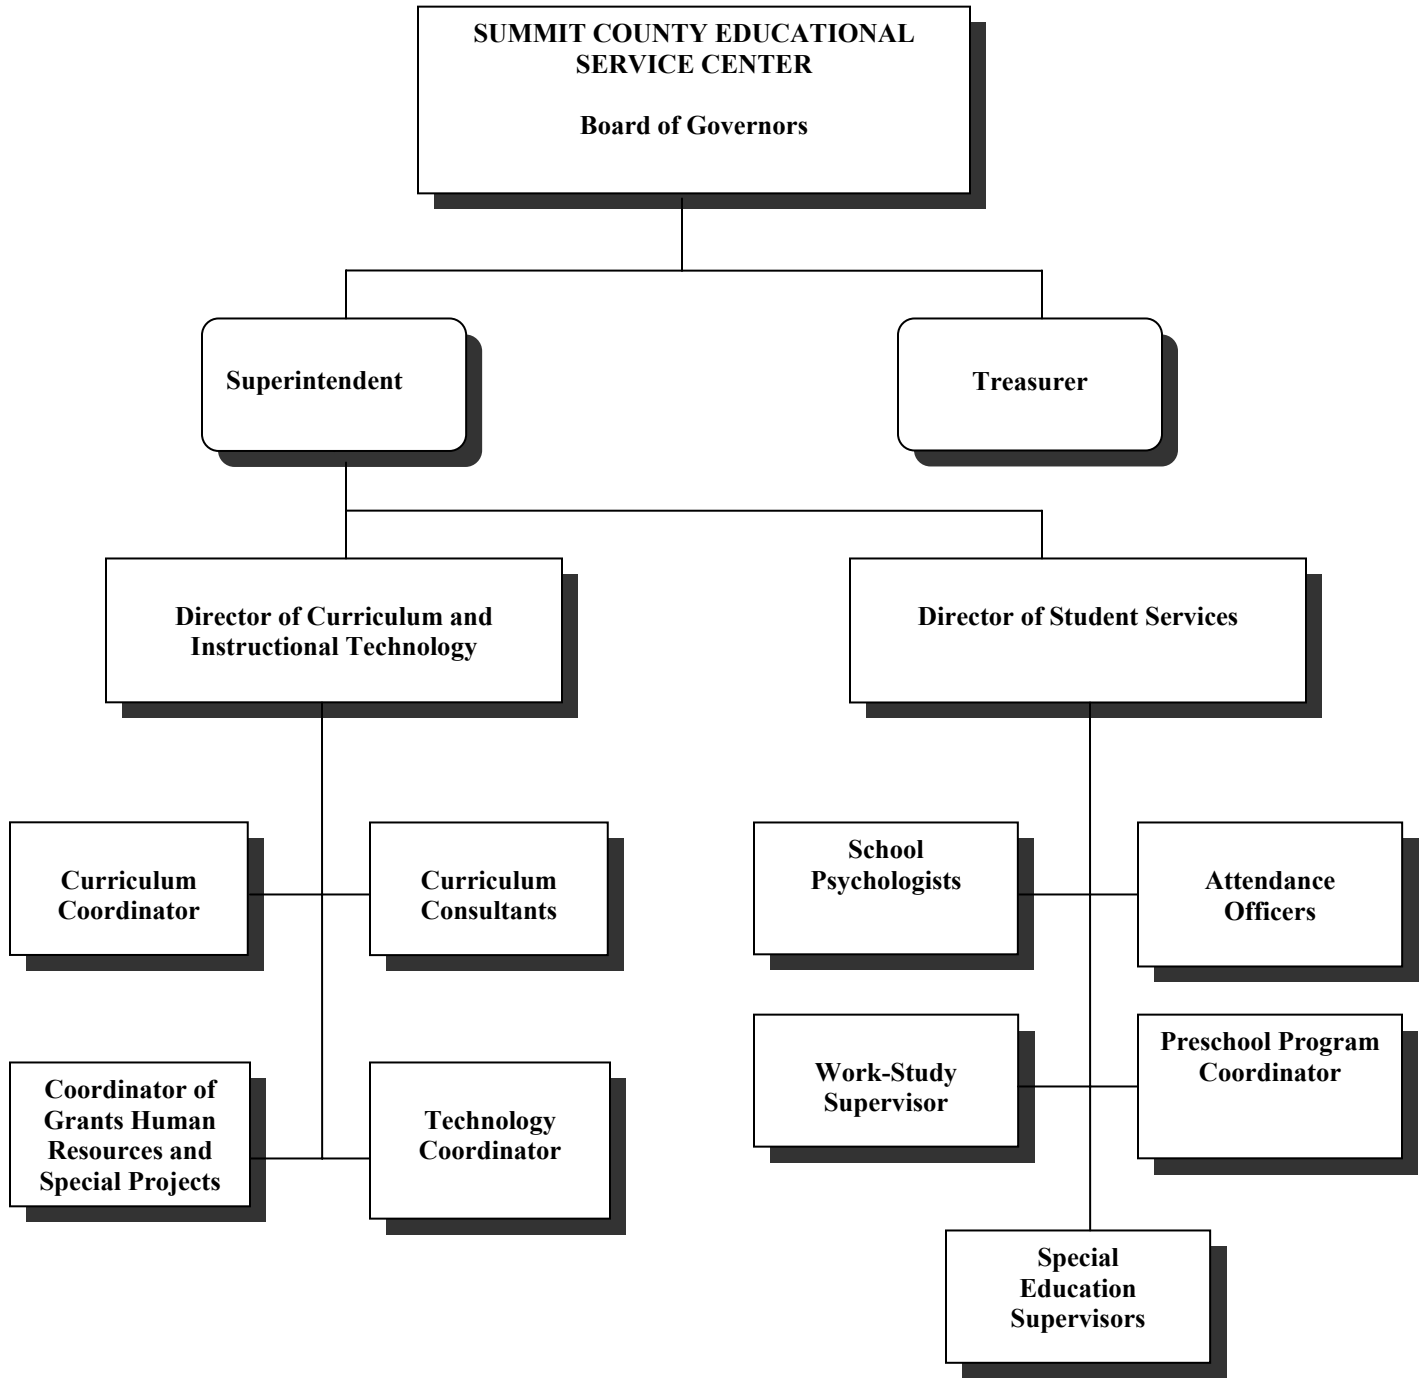 SUMMIT COUNTY EDUCATIONAL
SERVICE CENTER
Board of Governors
Superintendent
Treasurer
Director of Curriculum and
Instructional Technology
Director of Student Services
Curriculum
Coordinator
Curriculum
Consultants
School
Psychologists
Attendance
Officers
Coordinator of
Grants Human
Resources and
Special Projects
Technology
Coordinator
Work-Study
Supervisor
Preschool Program
Coordinator
Special
Education
Supervisors